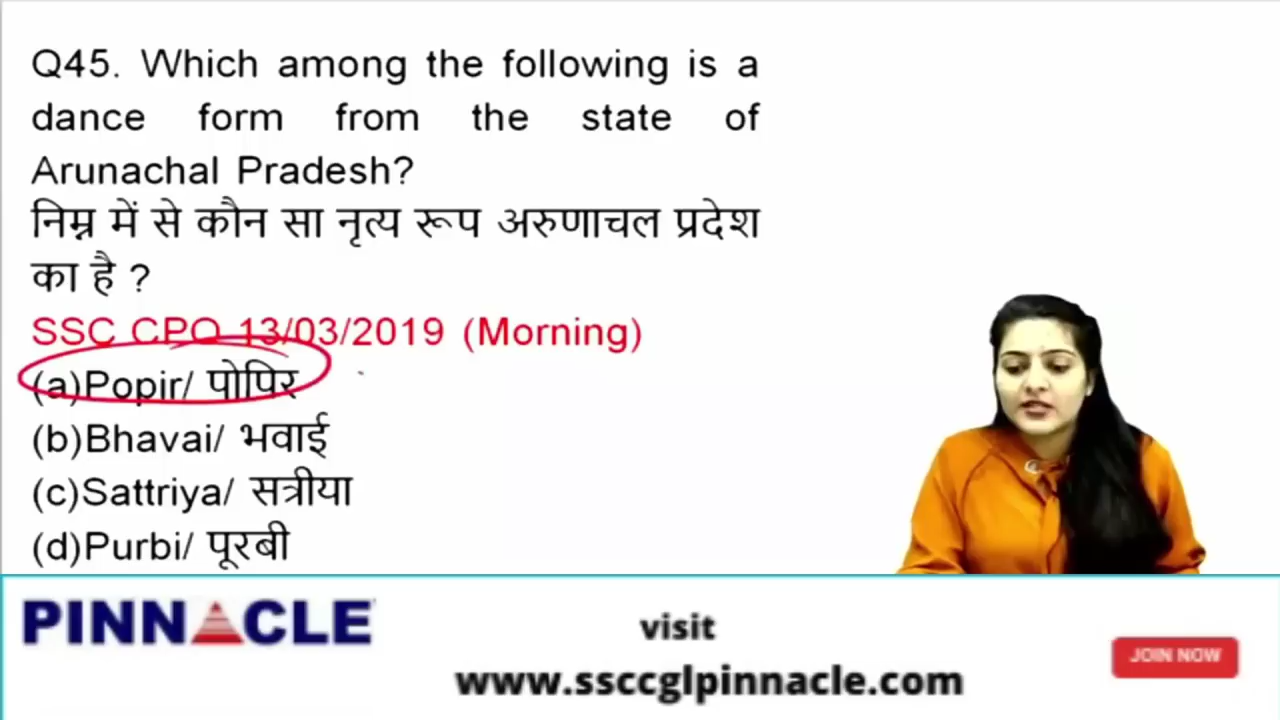 Q45. Which among the following is a
dance form from the state of
Arunachal Pradesh?
निम्न में से कौन सा नृत्य रूप अरुणाचल प्रदेश
का है ?
SSC CPO 13/03/2019 (Morning)
(a)Popir/ पोपिर
(b)Bhavai/ भवाई
(c)Sattriya/ सत्रीया
(d)Purbi/ पूरबी
PINNACLE
visit
www.ssccglpinnacle.com
JOIN NOW